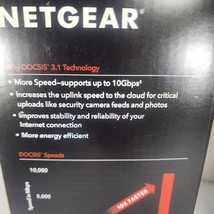 NETGEAR®
DOCSIS® 3.1 Technology
• More Speed–supports up to 10Gbps²
• Increases the uplink speed to the cloud for critical
uploads like security camera feeds and photos
• Improves stability and reliability of your
Internet connection
• More energy efficient
DOCSIS® Speeds
10,000
10X FASTER